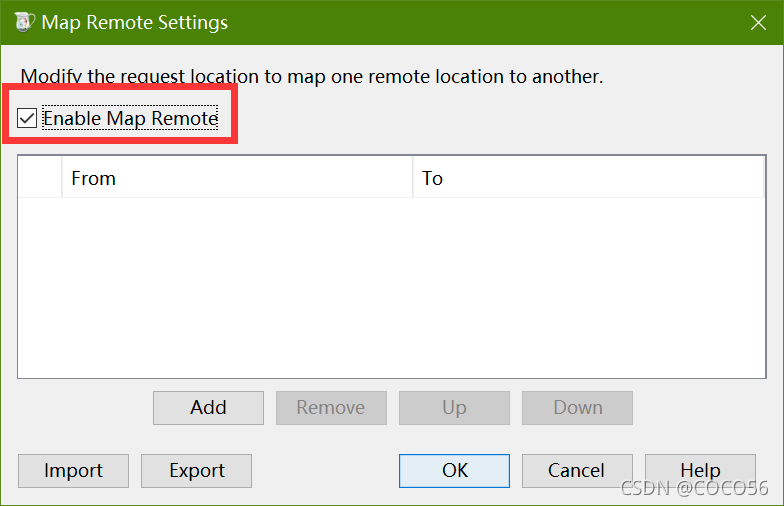 Map Remote Settings
Modify the request location to map one remote location to another.
Enable Map Remote
From To
Add Remove Up Down
Import Export OK Cancel Help
CSDN @COCO56